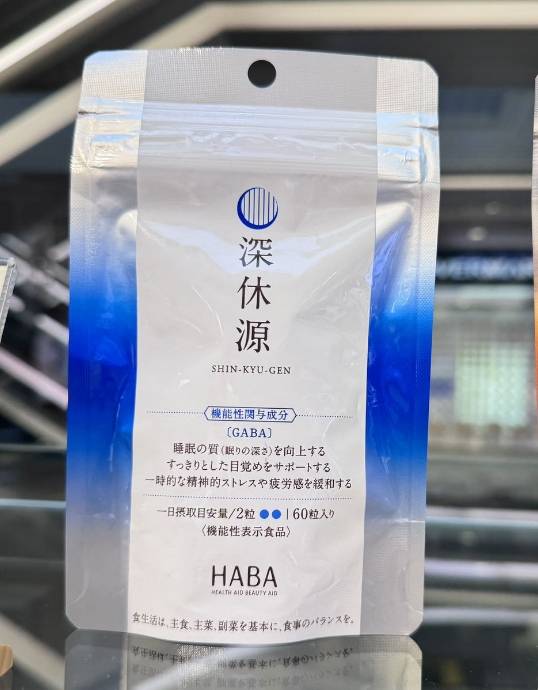 深休源
SHIN-KYU-GEN
機能性関与成分
〔GABA〕
睡眠の質(眠りの深さ)を向上する
すっきりとした目覚めをサポートする
一時的な精神的ストレスや疲労感を緩和する
一日摂取目安量/2粒 ●● | 60粒入り
〈機能性表示食品〉
HABA
HEALTH AID BEAUTY AID
食生活は、主食、主菜、副菜を基本に、食事のバランスを。